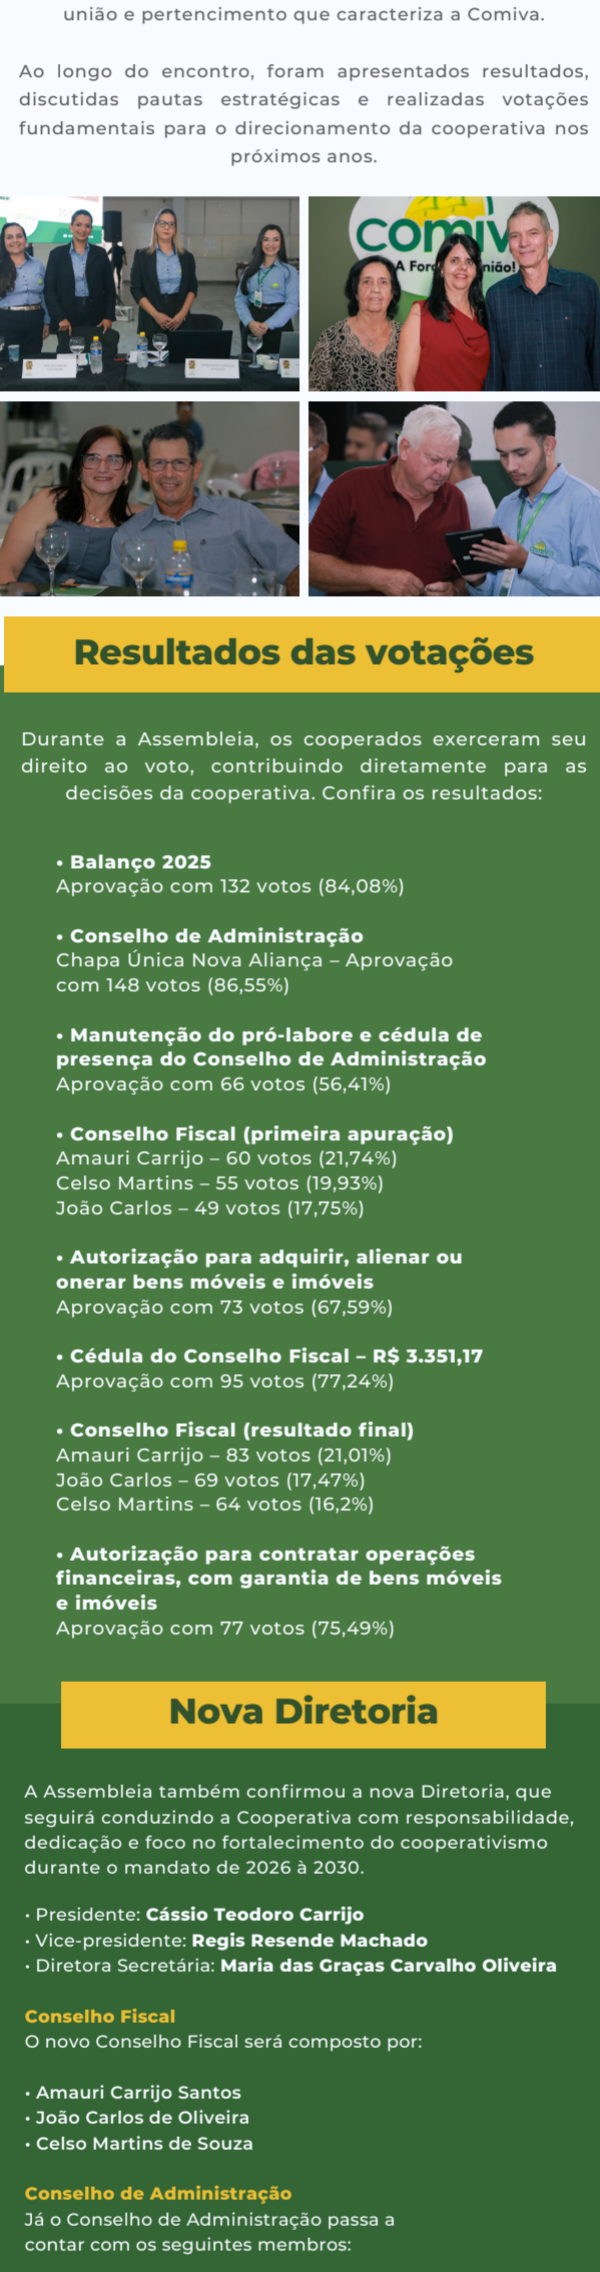 união e pertencimento que caracteriza a Comiva.
Ao longo do encontro, foram apresentados resultados,
discutidas pautas estratégicas e realizadas votações
fundamentais para o direcionamento da cooperativa nos
próximos anos.
comiv
A For
nião!
comiva
Resultados das votações
Durante a Assembleia, os cooperados exerceram seu
direito ao voto, contribuindo diretamente para as
decisões da cooperativa. Confira os resultados:
• Balanço 2025
Aprovação com 132 votos (84,08%)
• Conselho de Administração
Chapa Única Nova Aliança – Aprovação
com 148 votos (86,55%)
• Manutenção do pró-labore e cédula de
presença do Conselho de Administração
Aprovação com 66 votos (56,41%)
• Conselho Fiscal (primeira apuração)
Amauri Carrijo – 60 votos (21,74%)
Celso Martins – 55 votos (19,93%)
João Carlos – 49 votos (17,75%)
• Autorização para adquirir, alienar ou
onerar bens móveis e imóveis
Aprovação com 73 votos (67,59%)
• Cédula do Conselho Fiscal – R$ 3.351,17
Aprovação com 95 votos (77,24%)
• Conselho Fiscal (resultado final)
Amauri Carrijo – 83 votos (21,01%)
João Carlos – 69 votos (17,47%)
Celso Martins – 64 votos (16,2%)
• Autorização para contratar operações
financeiras, com garantia de bens móveis
e imóveis
Aprovação com 77 votos (75,49%)
Nova Diretoria
A Assembleia também confirmou a nova Diretoria, que
seguirá conduzindo a Cooperativa com responsabilidade,
dedicação e foco no fortalecimento do cooperativismo
durante o mandato de 2026 à 2030.
• Presidente: Cássio Teodoro Carrijo
• Vice-presidente: Regis Resende Machado
• Diretora Secretária: Maria das Graças Carvalho Oliveira
Conselho Fiscal
O novo Conselho Fiscal será composto por:
• Amauri Carrijo Santos
• João Carlos de Oliveira
• Celso Martins de Souza
Conselho de Administração
Já o Conselho de Administração passa a
contar com os seguintes membros: